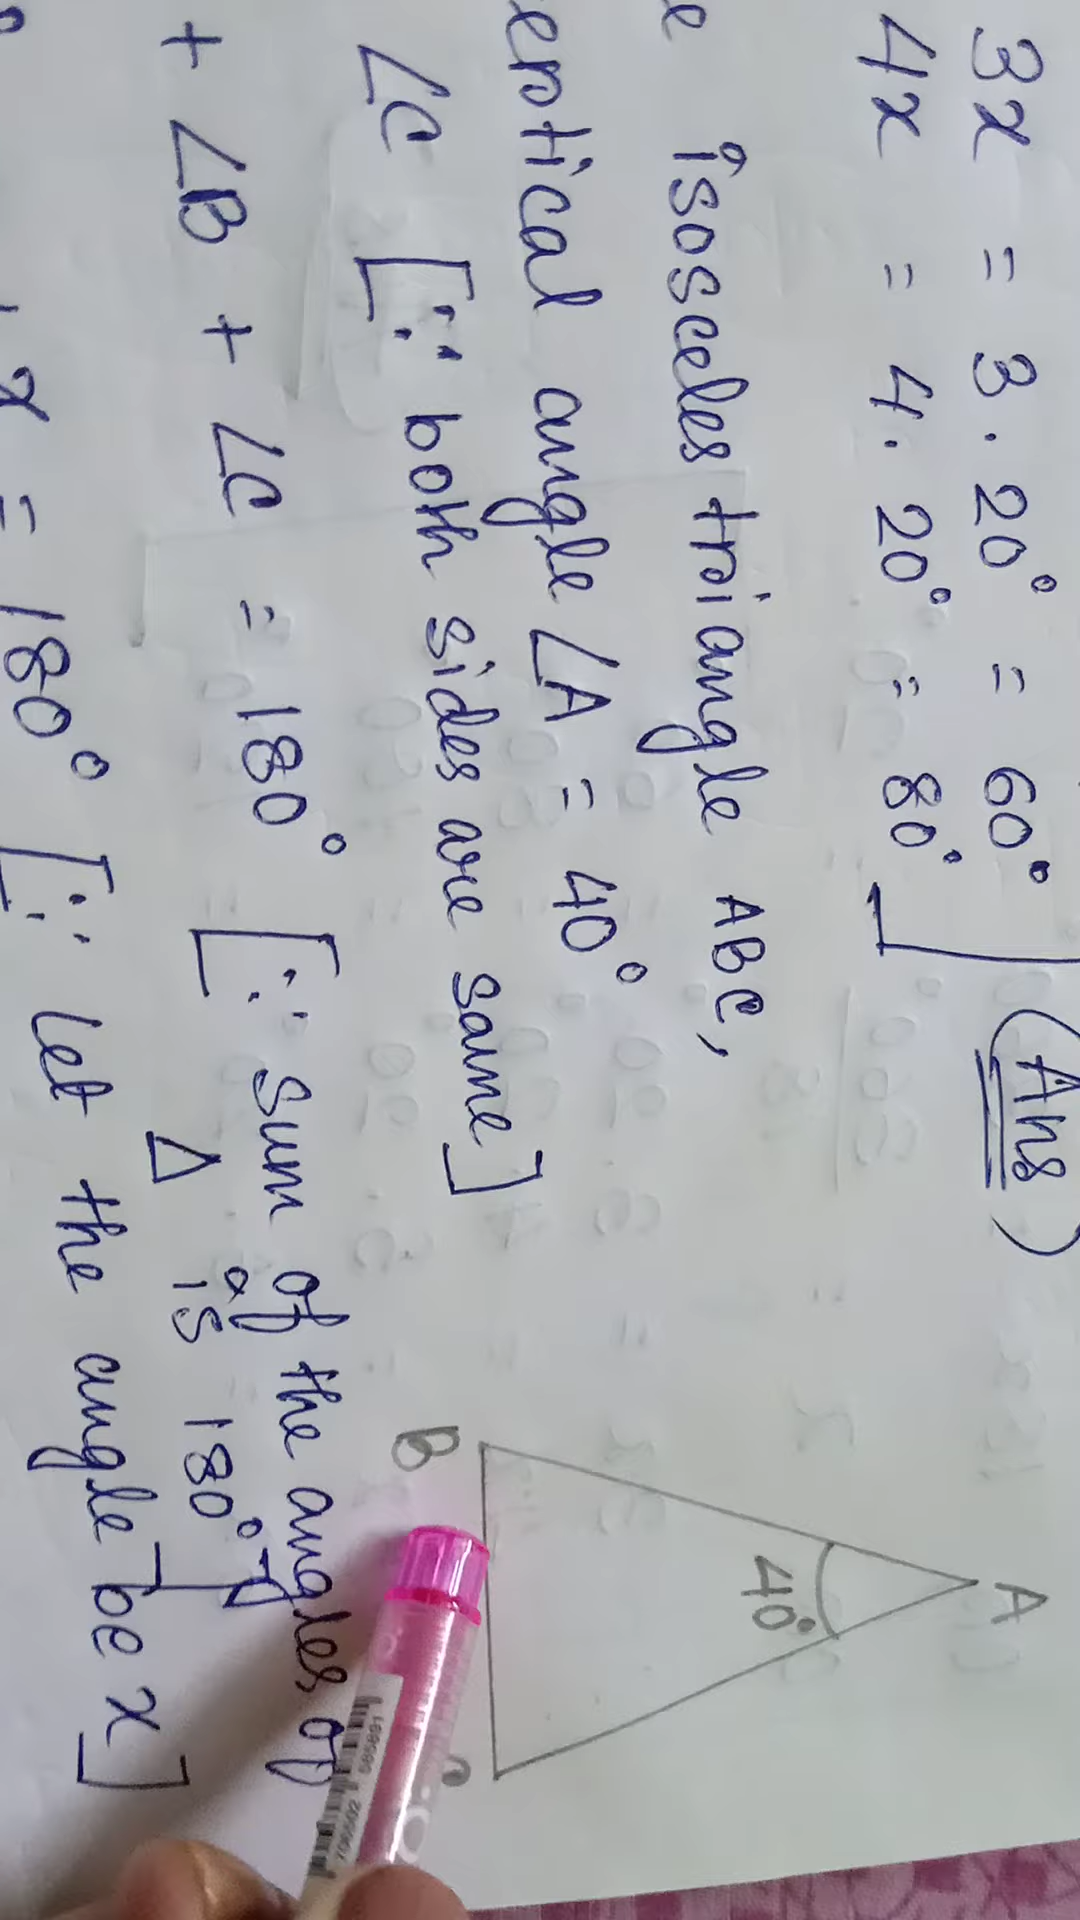 3x = 3.20° = 60°
4x = 4.20° = 80° (Ans)
isosceles triangle ABC,
ertical angle ∠A = 40°
∠C [∵ both sides are same]
+ ∠B + ∠C = 180° [∵ sum of the angles of
a Δ is 180°]
x = 180° [∵ let the angle be x]
A
40°
B
C